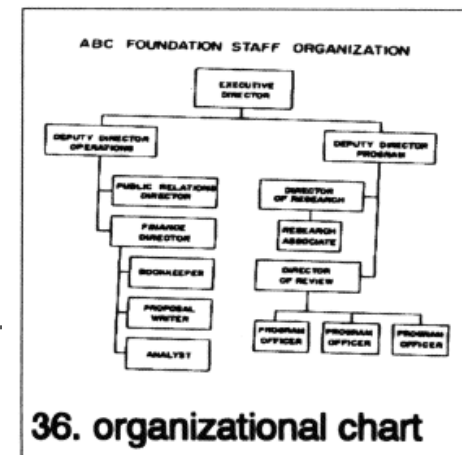 ABC FOUNDATION STAFF ORGANIZATION
EXECUTIVE
DIRECTOR
DEPUTY DIRECTOR
OPERATIONS
DEPUTY DIRECTOR
PROGRAM
PUBLIC RELATIONS
DIRECTOR
FINANCE
DIRECTOR
BOOKKEEPER
PROPOSAL
WRITER
ANALYST
DIRECTOR
OF RESEARCH
RESEARCH
ASSOCIATE
DIRECTOR
OF REVIEW
PROGRAM
OFFICER
PROGRAM
OFFICER
PROGRAM
OFFICER
36. organizational chart